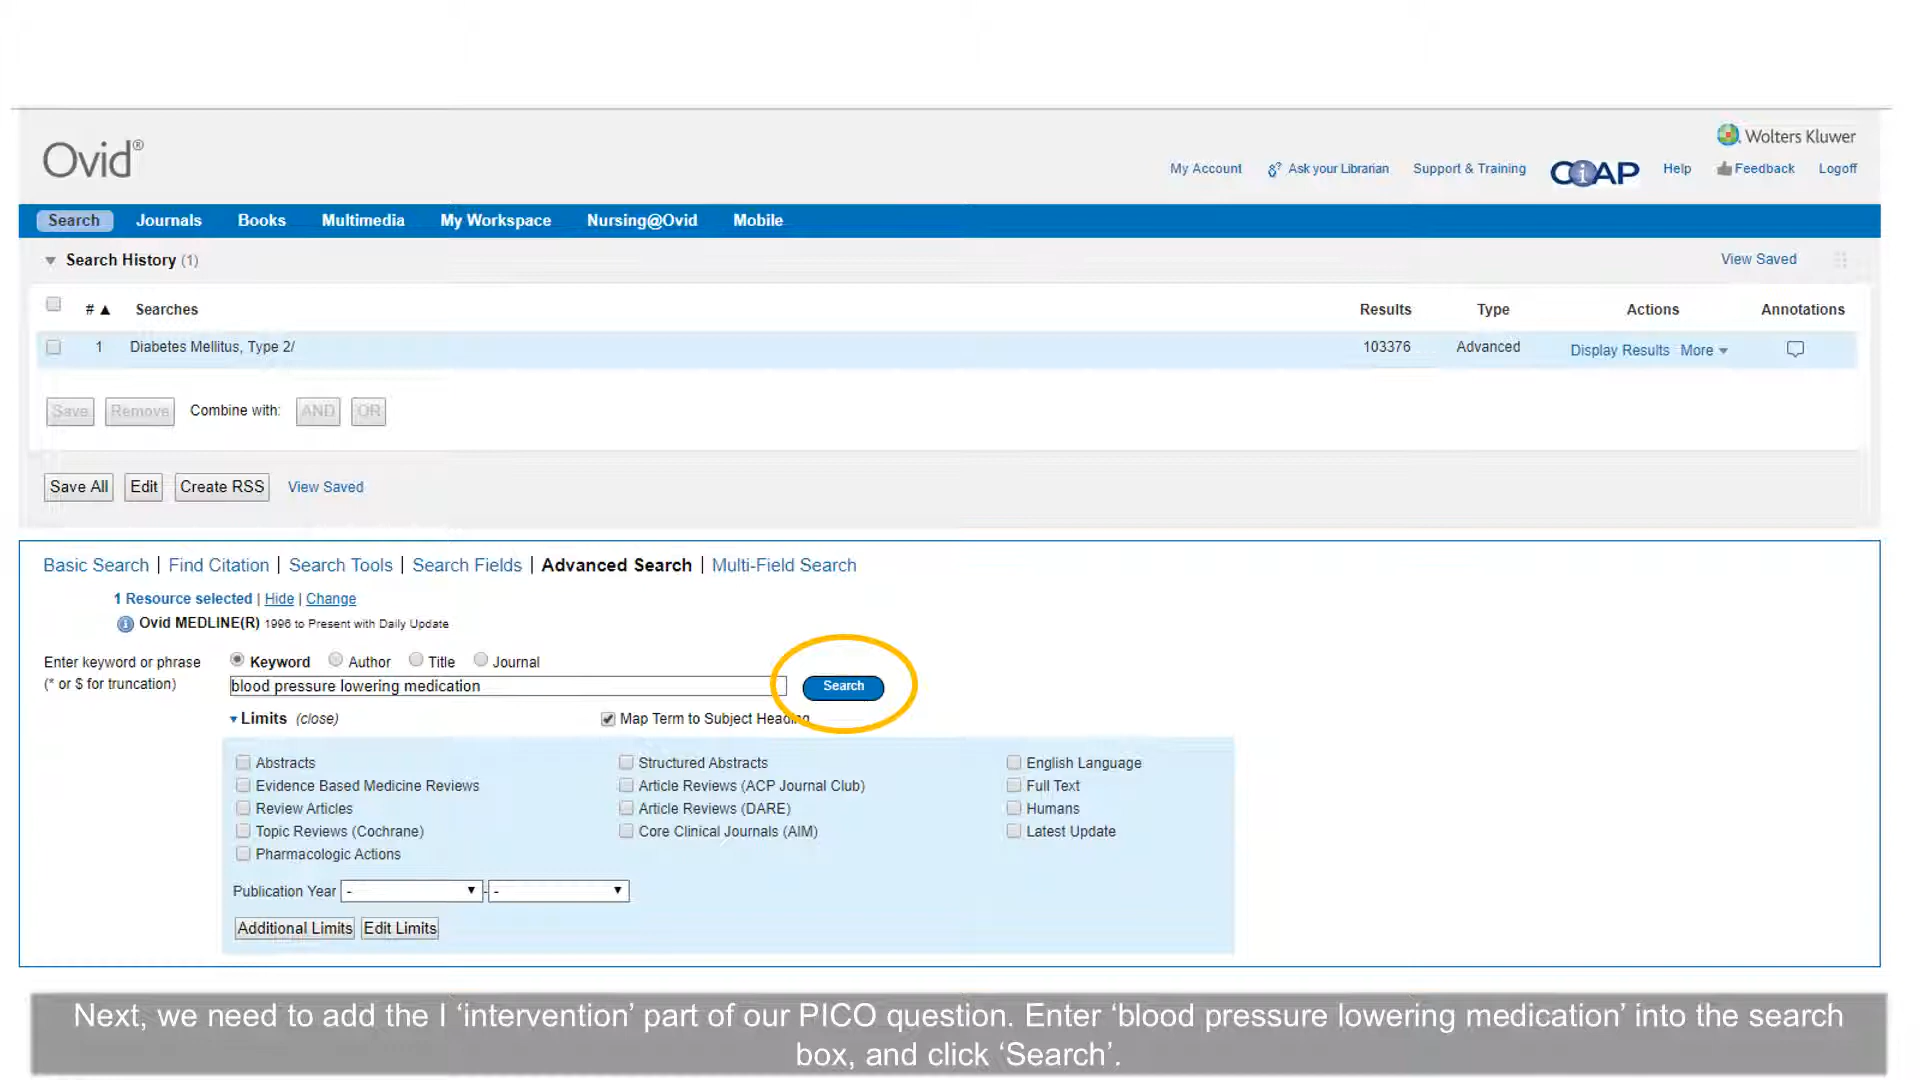 Ovid®
Wolters Kluwer
My Account Ask your Librarian Support & Training CIAP Help Feedback Logoff
Search Journals Books Multimedia My Workspace Nursing@Ovid Mobile
Search History (1) View Saved
# ▲ Searches Results Type Actions Annotations
1 Diabetes Mellitus, Type 2/ 103376 Advanced Display Results More
Save Remove Combine with: AND OR
Save All Edit Create RSS View Saved
Basic Search | Find Citation | Search Tools | Search Fields | Advanced Search | Multi-Field Search
1 Resource selected | Hide | Change
Ovid MEDLINE(R) 1996 to Present with Daily Update
Enter keyword or phrase Keyword Author Title Journal
(* or $ for truncation) blood pressure lowering medication Search
Limits (close) Map Term to Subject Heading
Abstracts Structured Abstracts English Language
Evidence Based Medicine Reviews Article Reviews (ACP Journal Club) Full Text
Review Articles Article Reviews (DARE) Humans
Topic Reviews (Cochrane) Core Clinical Journals (AIM) Latest Update
Pharmacologic Actions
Publication Year - - -
Additional Limits Edit Limits
Next, we need to add the I ‘intervention’ part of our PICO question. Enter ‘blood pressure lowering medication’ into the search
box, and click ‘Search’.